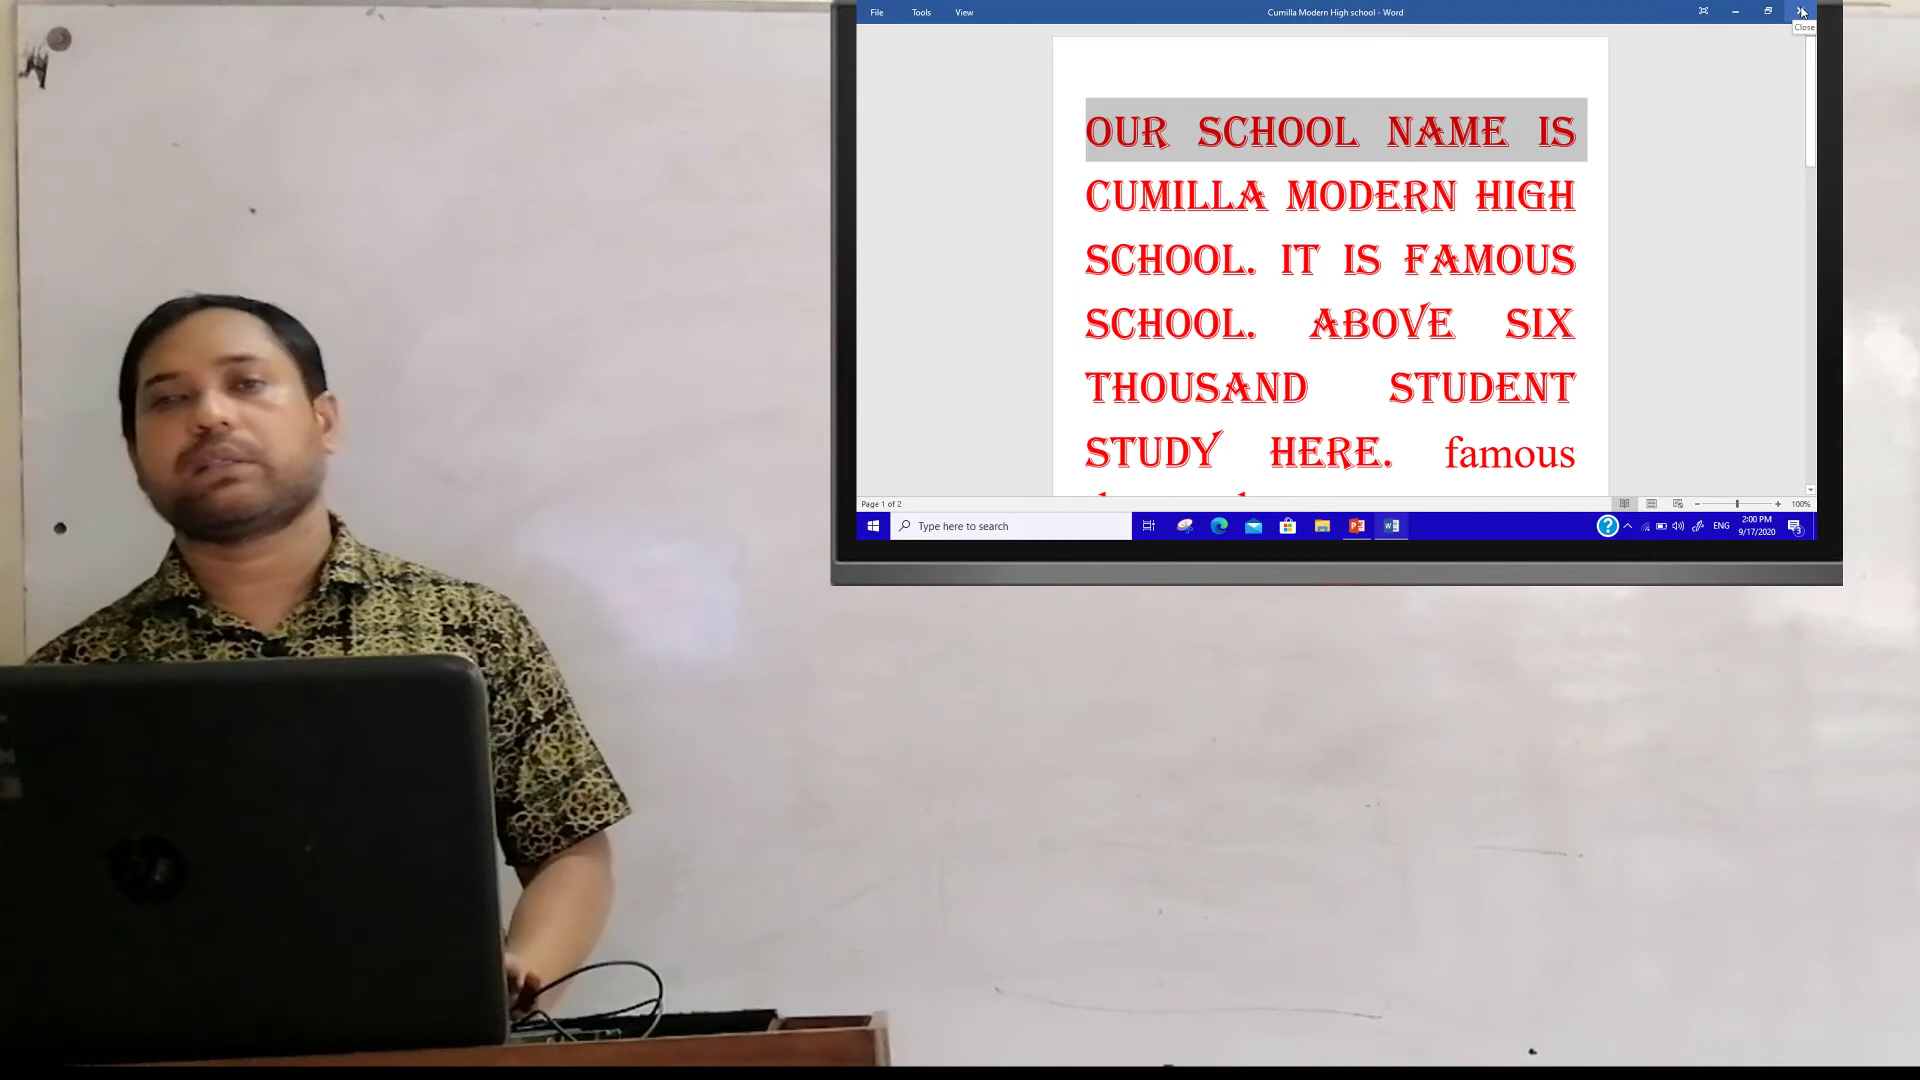 File Tools View Cumilla Modern High school - Word
Close
OUR SCHOOL NAME IS
CUMILLA MODERN HIGH
SCHOOL. IT IS FAMOUS
SCHOOL. ABOVE SIX
THOUSAND STUDENT
STUDY HERE. famous
Page 1 of 2 100%
Type here to search ENG 2:00 PM
9/17/2020